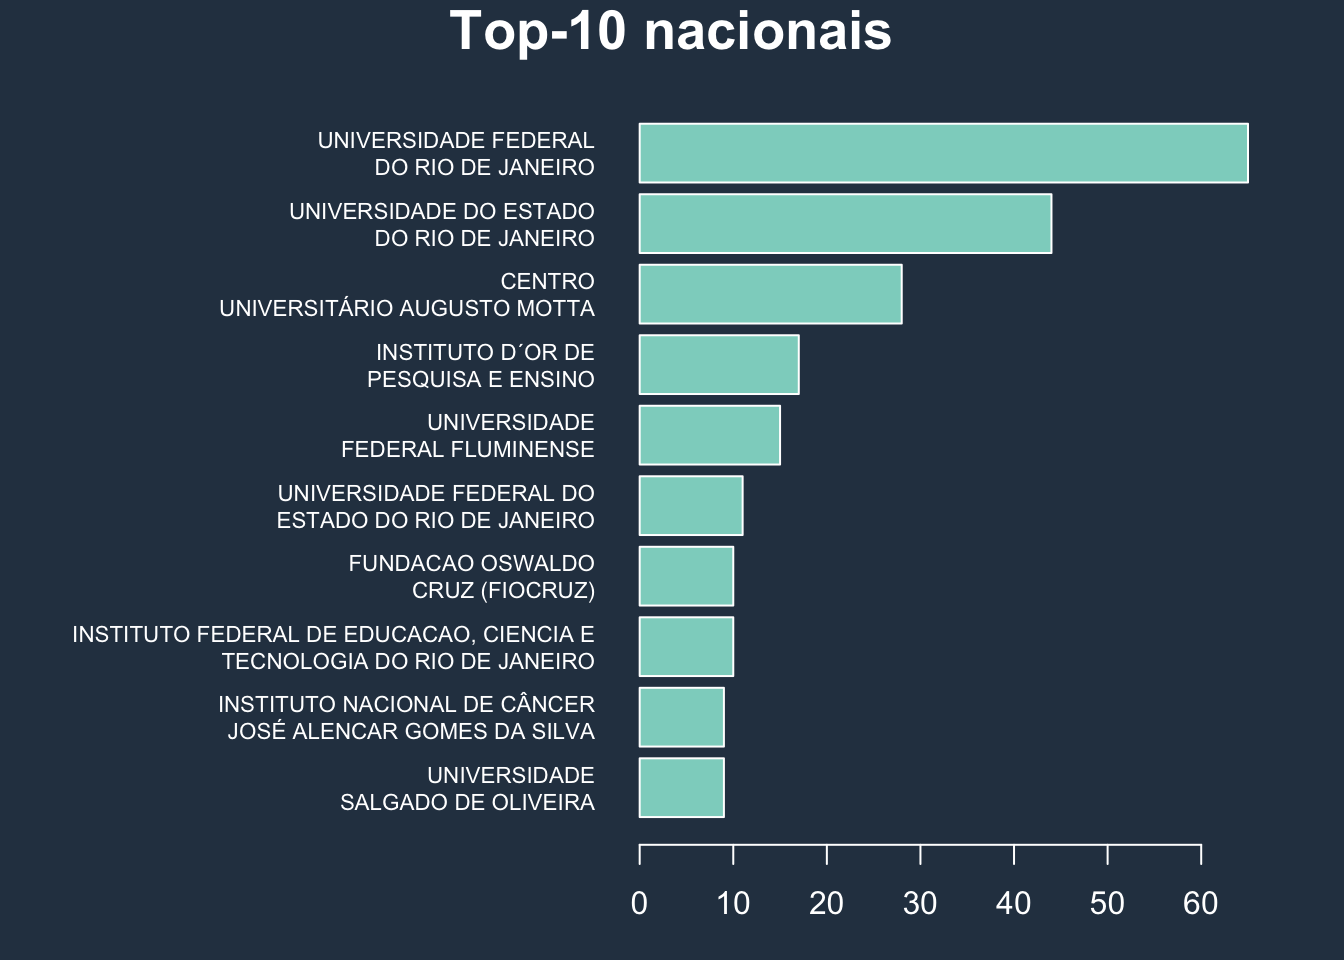 Top-10 nacionais
UNIVERSIDADE FEDERAL
DO RIO DE JANEIRO
UNIVERSIDADE DO ESTADO
DO RIO DE JANEIRO
CENTRO
UNIVERSITÁRIO AUGUSTO MOTTA
INSTITUTO D´OR DE
PESQUISA E ENSINO
UNIVERSIDADE
FEDERAL FLUMINENSE
UNIVERSIDADE FEDERAL DO
ESTADO DO RIO DE JANEIRO
FUNDACAO OSWALDO
CRUZ (FIOCRUZ)
INSTITUTO FEDERAL DE EDUCACAO, CIENCIA E
TECNOLOGIA DO RIO DE JANEIRO
INSTITUTO NACIONAL DE CÂNCER
JOSÉ ALENCAR GOMES DA SILVA
UNIVERSIDADE
SALGADO DE OLIVEIRA
0 10 20 30 40 50 60